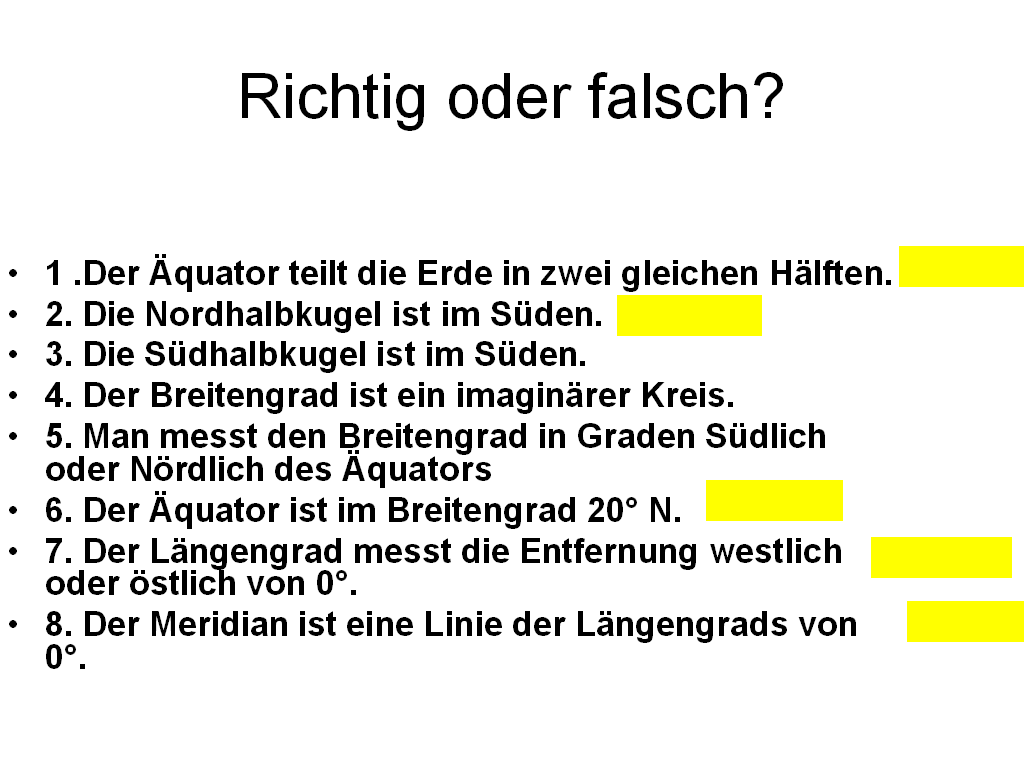 Richtig oder falsch?
• 1 .Der Äquator teilt die Erde in zwei gleichen Hälften.
• 2. Die Nordhalbkugel ist im Süden.
• 3. Die Südhalbkugel ist im Süden.
• 4. Der Breitengrad ist ein imaginärer Kreis.
• 5. Man messt den Breitengrad in Graden Südlich
oder Nördlich des Äquators
• 6. Der Äquator ist im Breitengrad 20° N.
• 7. Der Längengrad messt die Entfernung westlich
oder östlich von 0°.
• 8. Der Meridian ist eine Linie der Längengrads von
0°.